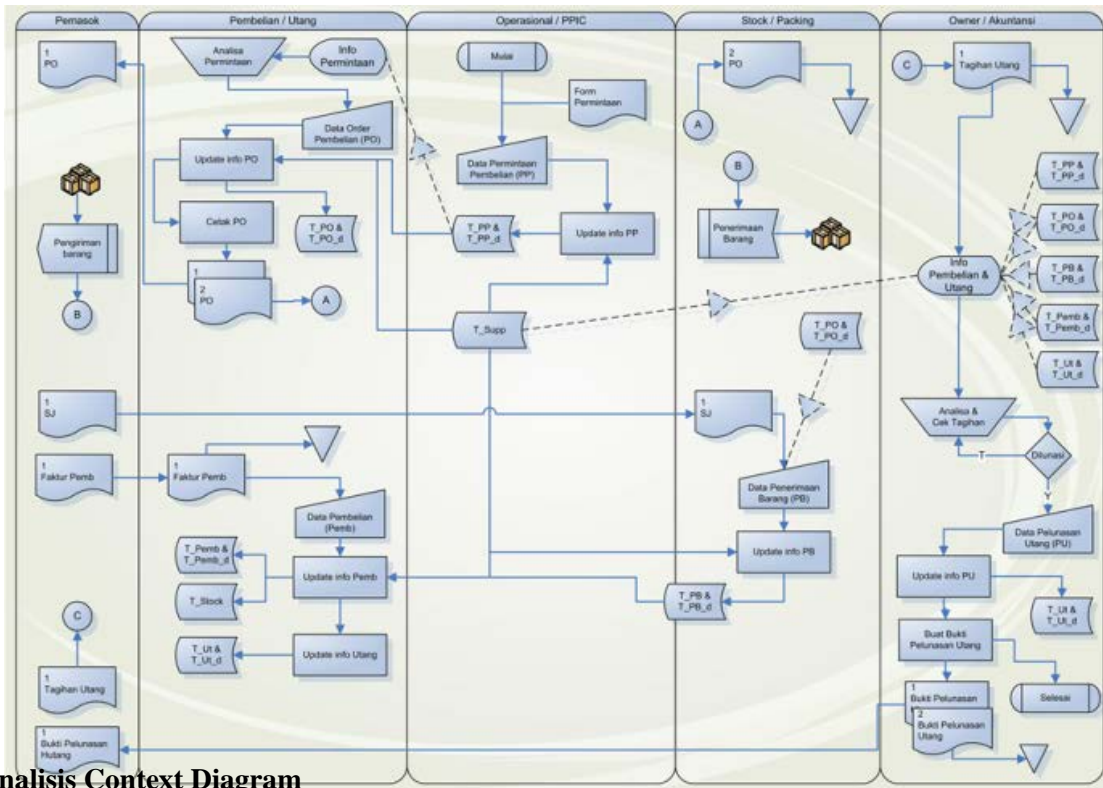 Pemasok
Pembelian / Utang
Operasional / PPIC
Stock / Packing
Owner / Akuntansi
1
PO
Pengiriman
barang
B
1
SJ
1
Faktur Pemb
C
1
Tagihan Utang
1
Bukti Pelunasan
Hutang
Analisa
Permintaan
Info
Permintaan
Data Order
Pembelian (PO)
Update info PO
Cetak PO
T_PO &
T_PO_d
1
2
PO
A
1
Faktur Pemb
Data Pembelian
(Pemb)
T_Pemb &
T_Pemb_d
Update info Pemb
T_Stock
T_Ut &
T_Ut_d
Update info Utang
Mulai
Form
Permintaan
Data Permintaan
Pembelian (PP)
T_PP &
T_PP_d
Update info PP
T_Supp
2
PO
A
B
Penerimaan
Barang
T_PO &
T_PO_d
1
SJ
Data Penerimaan
Barang (PB)
Update info PB
T_PB &
T_PB_d
C
1
Tagihan Utang
T_PP &
T_PP_d
T_PO &
T_PO_d
Info
Pembelian &
Utang
T_PB &
T_PB_d
T_Pemb &
T_Pemb_d
T_Ut &
T_Ut_d
Analisa &
Cek Tagihan
T
Dilunasi
Y
Data Pelunasan
Utang (PU)
Update info PU
T_Ut &
T_Ut_d
Buat Bukti
Pelunasan Utang
Selesai
1
Bukti Pelunasan
2
Bukti Pelunasan
Utang
nalisis Context Diagram